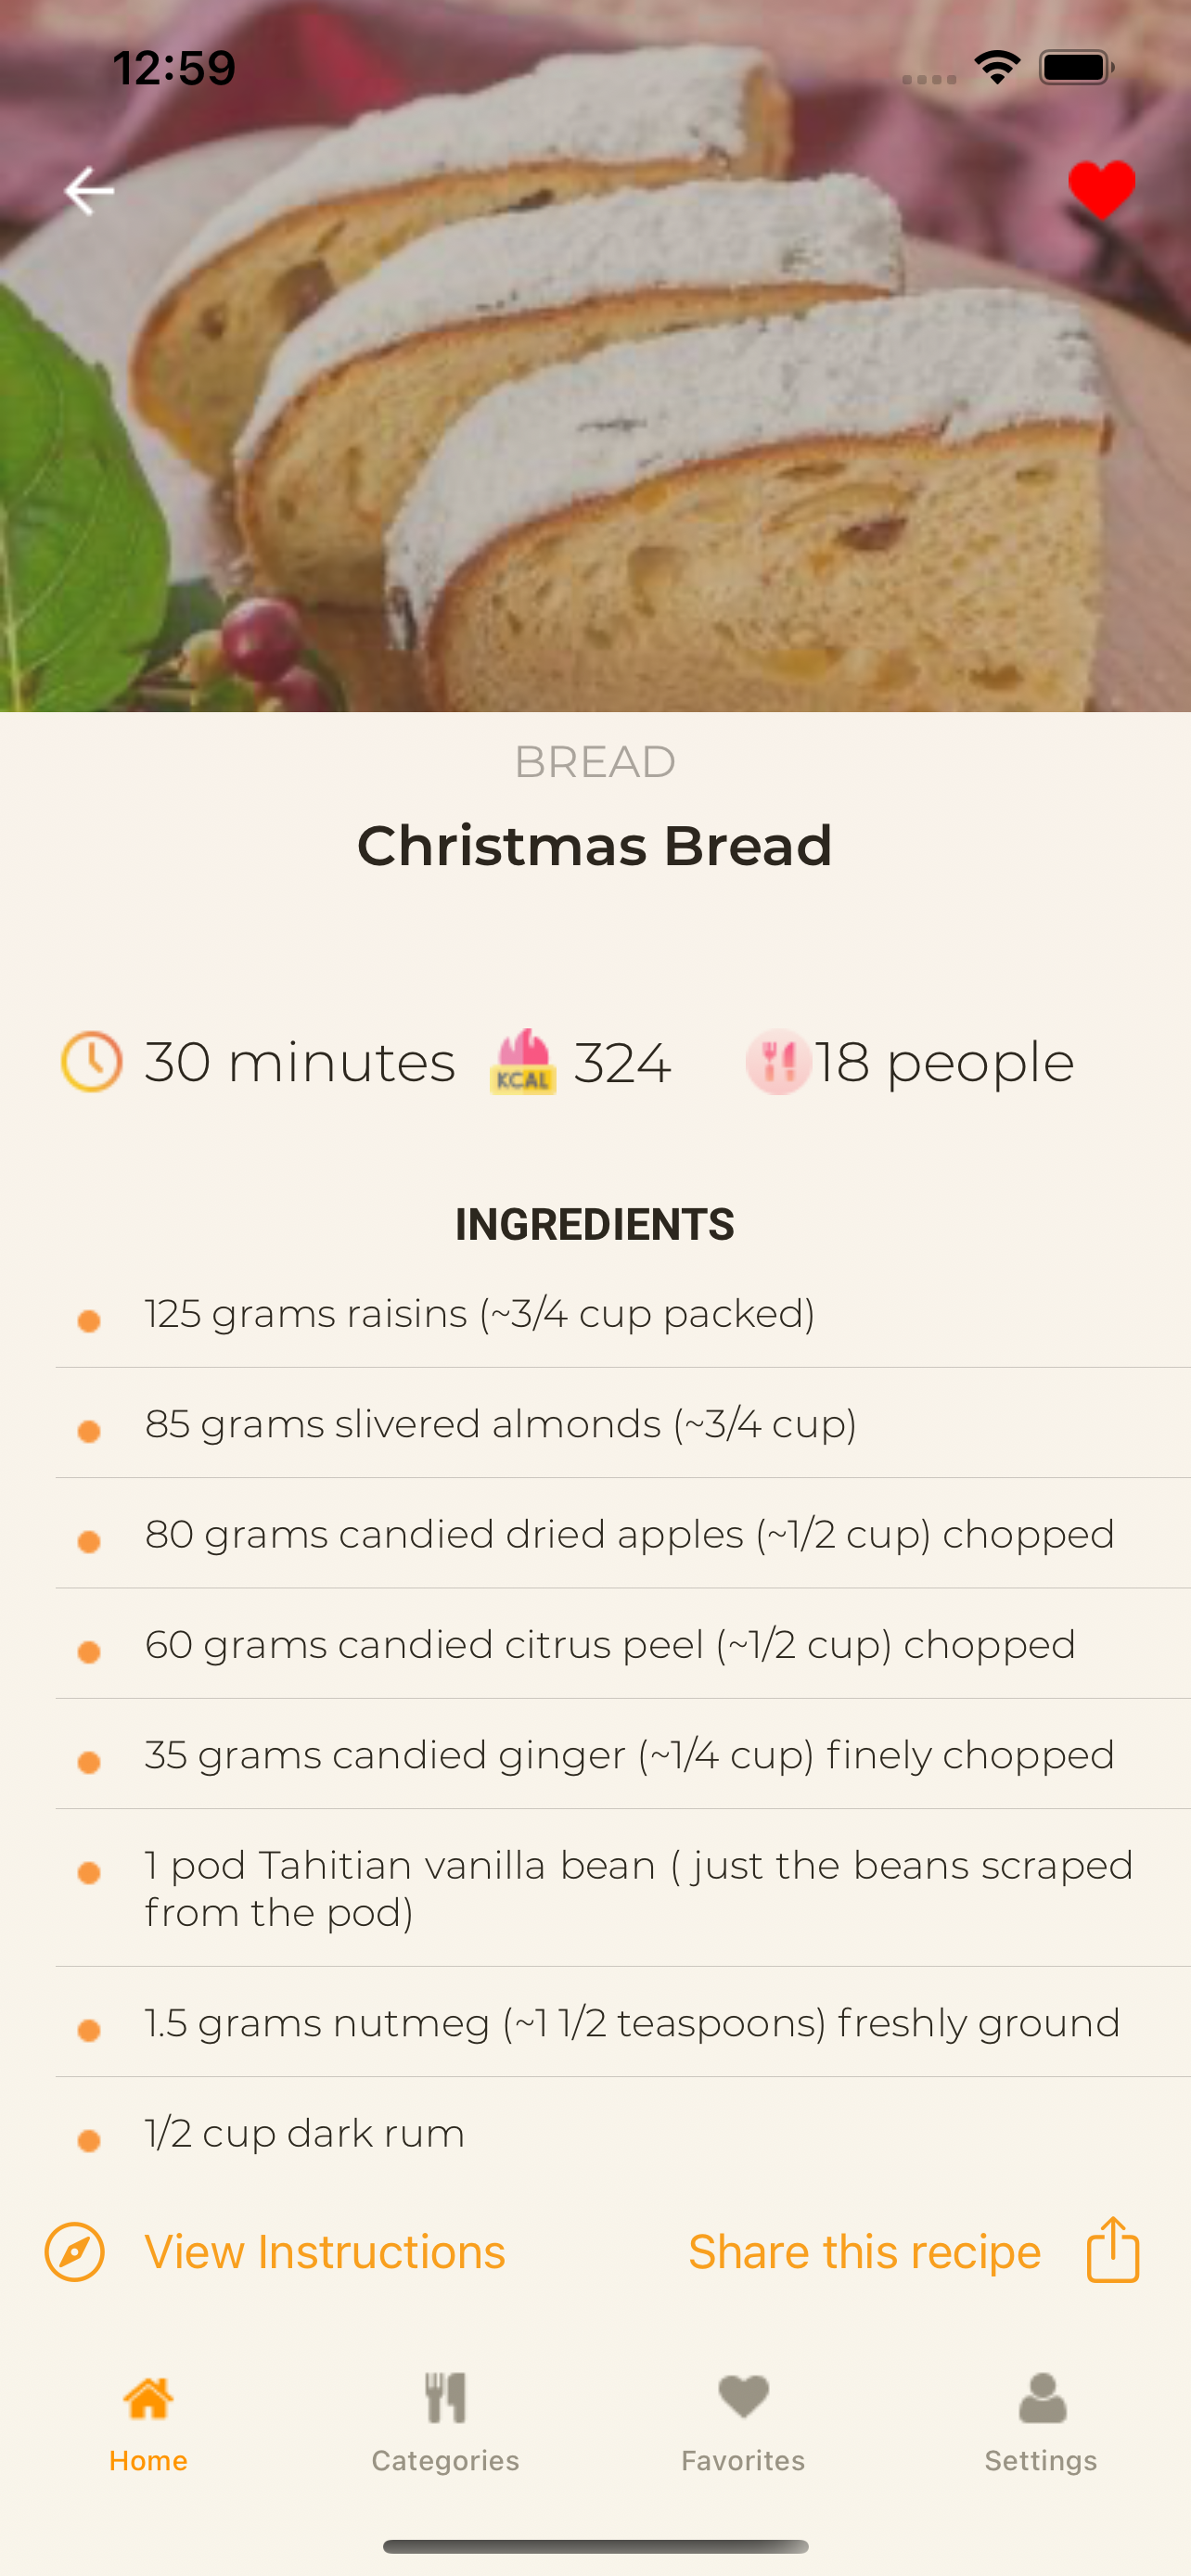 12:59
BREAD
Christmas Bread
30 minutes KCAL 324 18 people
INGREDIENTS
125 grams raisins (~3/4 cup packed)
85 grams slivered almonds (~3/4 cup)
80 grams candied dried apples (~1/2 cup) chopped
60 grams candied citrus peel (~1/2 cup) chopped
35 grams candied ginger (~1/4 cup) finely chopped
1 pod Tahitian vanilla bean ( just the beans scraped
from the pod)
1.5 grams nutmeg (~1 1/2 teaspoons) freshly ground
1/2 cup dark rum
View Instructions Share this recipe
Home Categories Favorites Settings